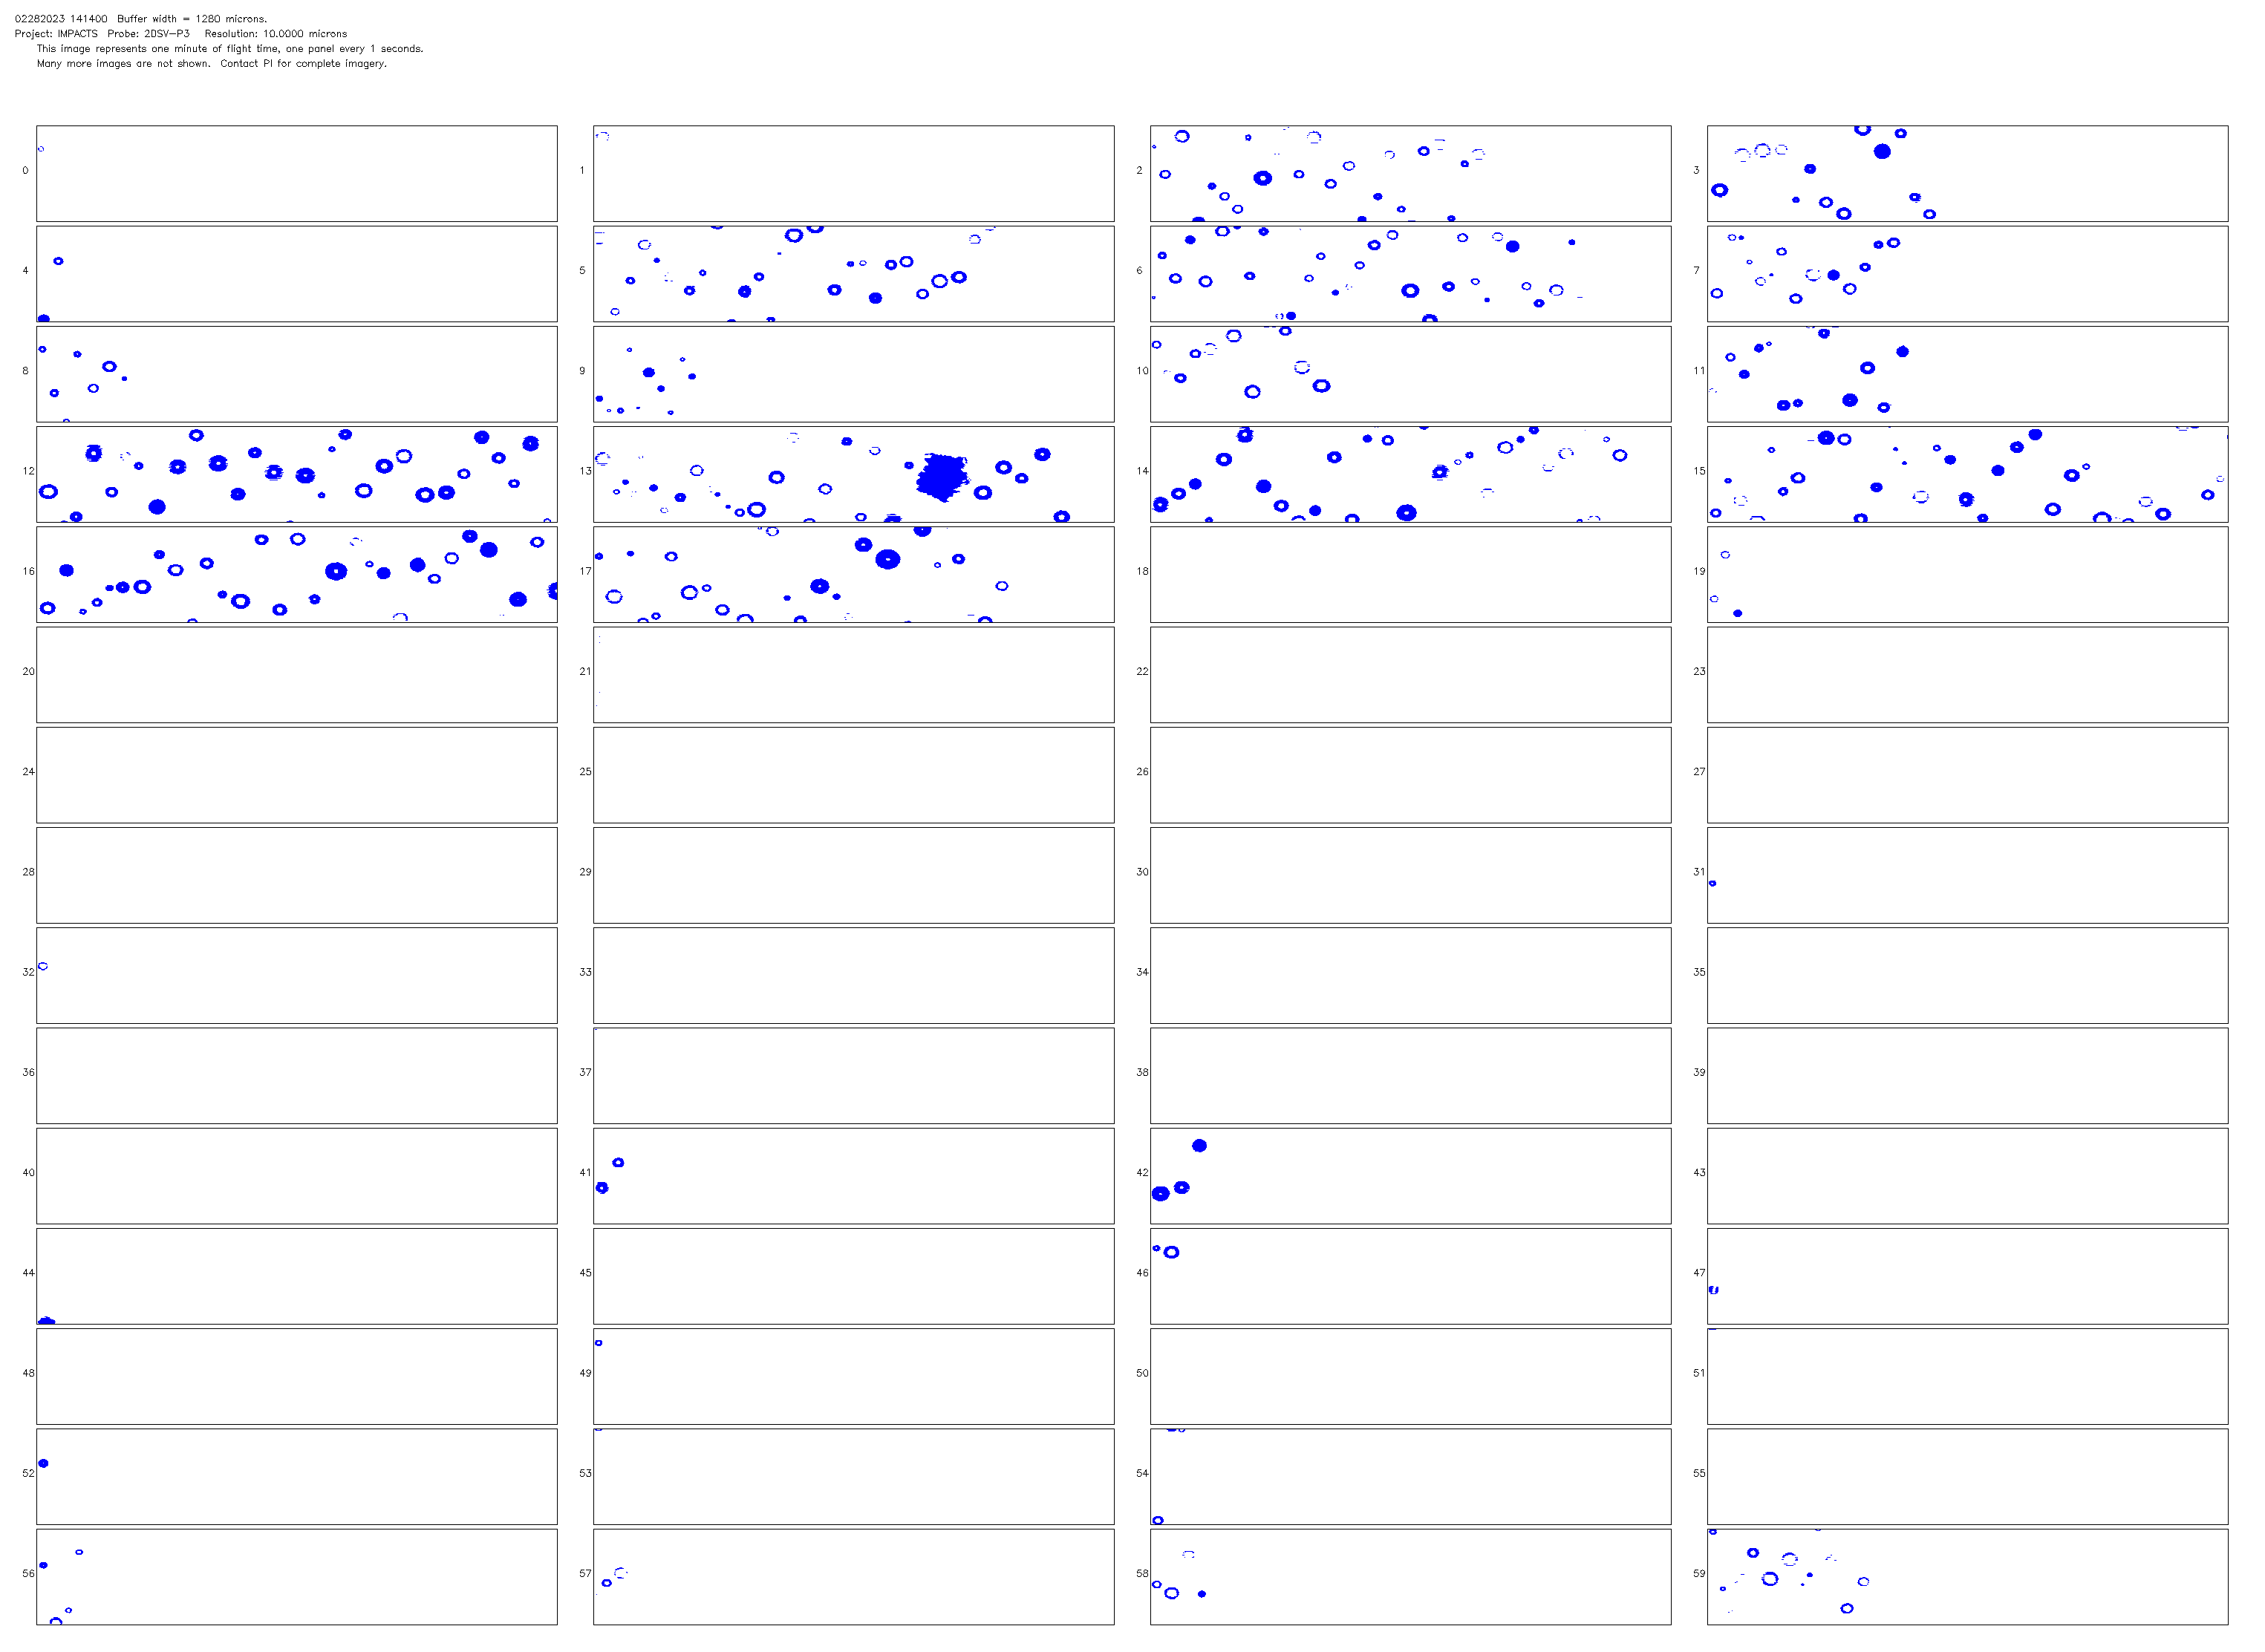 02282023 141400 Buffer width = 1280 microns.
Project: IMPACTS Probe: 2DSV-P3 Resolution: 10.0000 microns
This image represents one minute of flight time, one panel every 1 seconds.
Many more images are not shown. Contact PI for complete imagery.
0 1 2 3
4 5 6 7
8 9 10 11
12 13 14 15
16 17 18 19
20 21 22 23
24 25 26 27
28 29 30 31
32 33 34 35
36 37 38 39
40 41 42 43
44 45 46 47
48 49 50 51
52 53 54 55
56 57 58 59